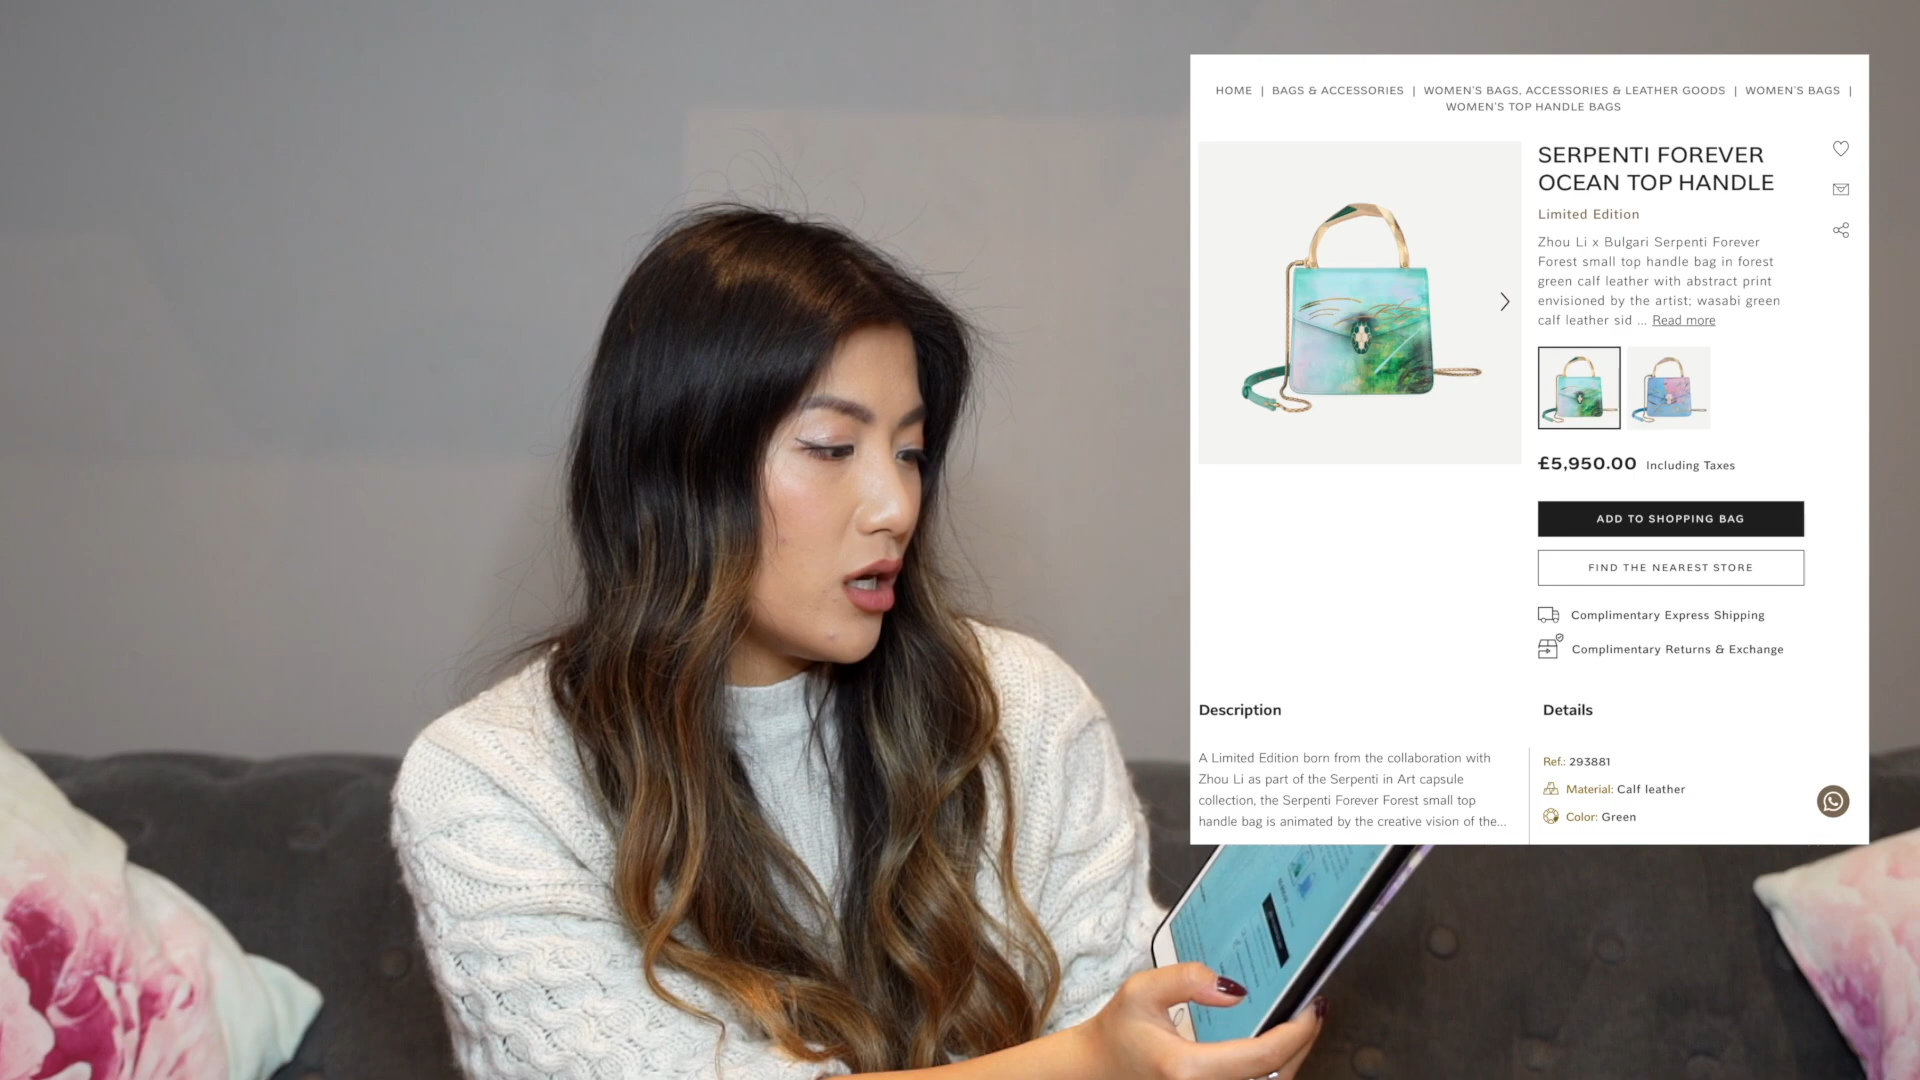 HOME | BAGS & ACCESSORIES | WOMEN'S BAGS, ACCESSORIES & LEATHER GOODS | WOMEN'S BAGS |
WOMEN'S TOP HANDLE BAGS
SERPENTI FOREVER
OCEAN TOP HANDLE
Limited Edition
Zhou Li x Bulgari Serpenti Forever
Forest small top handle bag in forest
green calf leather with abstract print
envisioned by the artist; wasabi green
calf leather sid ... Read more
£5,950.00 Including Taxes
ADD TO SHOPPING BAG
FIND THE NEAREST STORE
Complimentary Express Shipping
Complimentary Returns & Exchange
Description
A Limited Edition born from the collaboration with
Zhou Li as part of the Serpenti in Art capsule
collection, the Serpenti Forever Forest small top
handle bag is animated by the creative vision of the...
Details
Ref.: 293881
Material: Calf leather
Color: Green